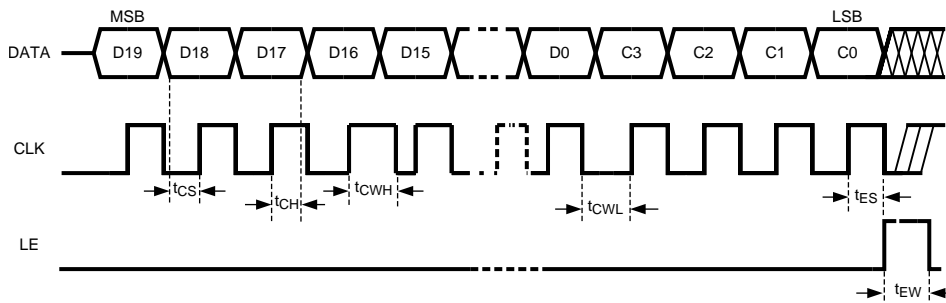 MSB LSB
DATA D19 D18 D17 D16 D15 D0 C3 C2 C1 C0
CLK
tCS tCH tCWH tCWL tES
LE
tEW